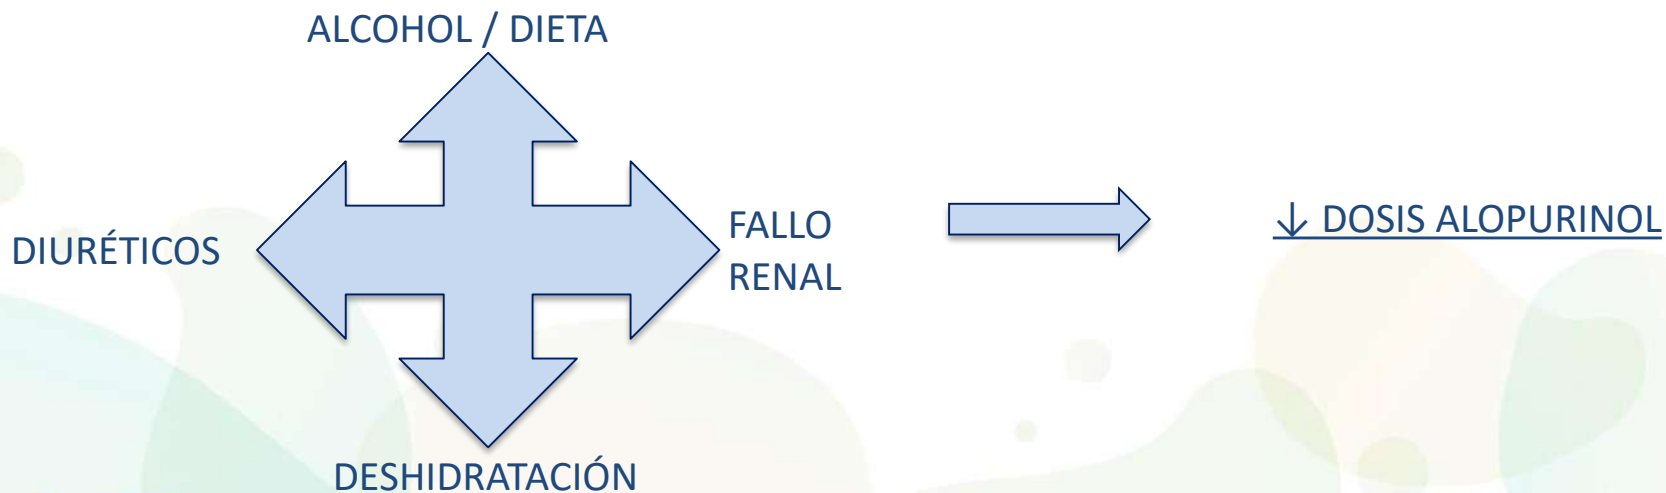 ALCOHOL / DIETA
DIURÉTICOS
FALLO
RENAL
↓ DOSIS ALOPURINOL
DESHIDRATACIÓN